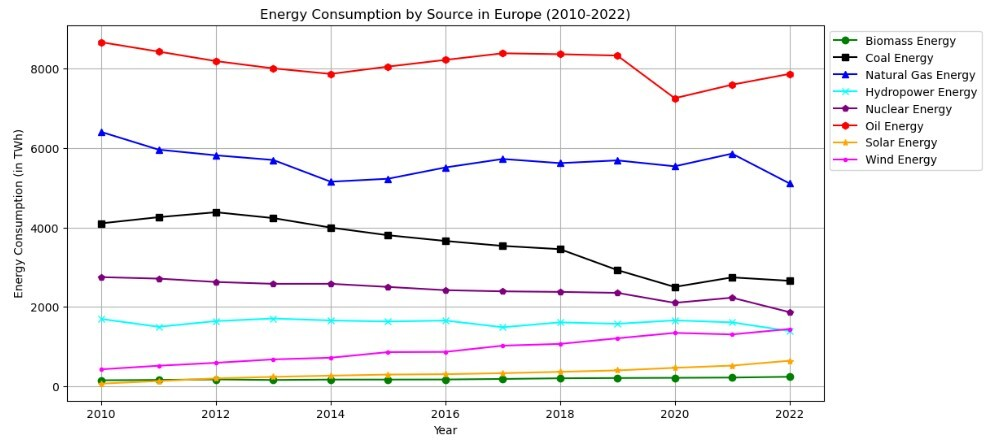 Energy Consumption by Source in Europe (2010-2022)
Energy Consumption (in TWh)
8000
6000
4000
2000
0
2010
2012
2014
2016
2018
2020
2022
Year
Biomass Energy
Coal Energy
Natural Gas Energy
Hydropower Energy
Nuclear Energy
Oil Energy
Solar Energy
Wind Energy